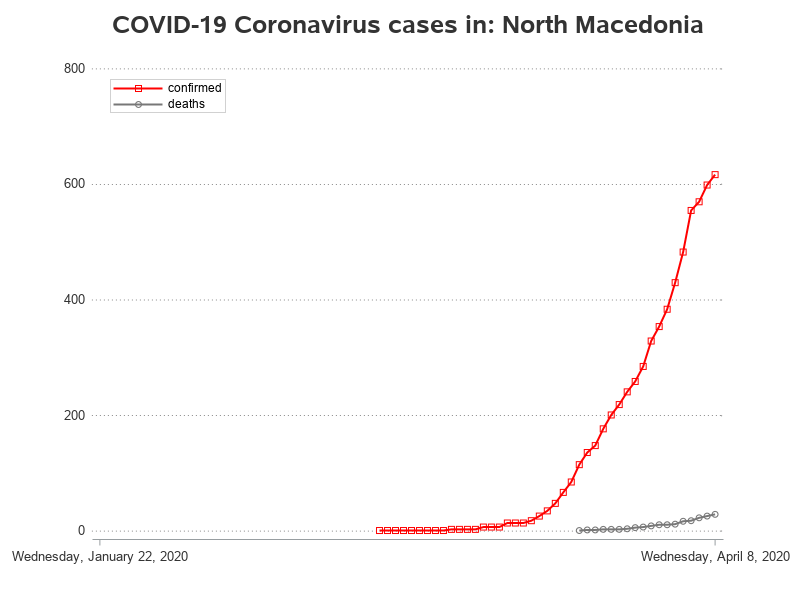 COVID-19 Coronavirus cases in: North Macedonia
800
confirmed
deaths
600
400
200
0
Wednesday, January 22, 2020 Wednesday, April 8, 2020